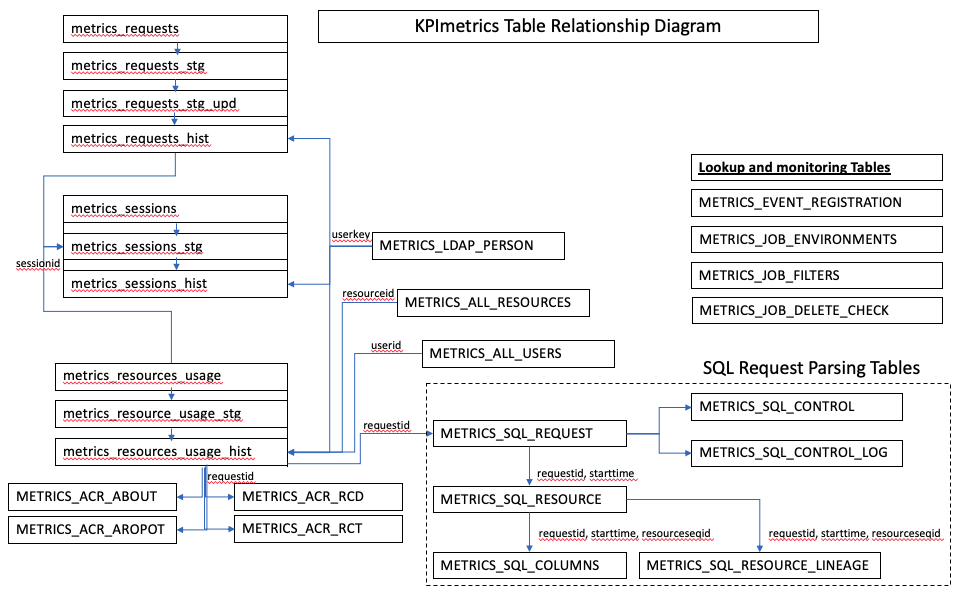 KPImetrics Table Relationship Diagram
metrics_requests
metrics_requests_stg
metrics_requests_stg_upd
metrics_requests_hist
metrics_sessions
metrics_sessions_stg
sessionid
metrics_sessions_hist
userkey
METRICS_LDAP_PERSON
resourceid
METRICS_ALL_RESOURCES
userid
METRICS_ALL_USERS
Lookup and monitoring Tables
METRICS_EVENT_REGISTRATION
METRICS_JOB_ENVIRONMENTS
METRICS_JOB_FILTERS
METRICS_JOB_DELETE_CHECK
metrics_resources_usage
metrics_resource_usage_stg
metrics_resources_usage_hist
requestid
METRICS_ACR_ABOUT
METRICS_ACR_RCD
METRICS_ACR_AROPOT
METRICS_ACR_RCT
SQL Request Parsing Tables
requestid
METRICS_SQL_REQUEST
METRICS_SQL_CONTROL
METRICS_SQL_CONTROL_LOG
requestid, starttime
METRICS_SQL_RESOURCE
requestid, starttime, resourceseqid
requestid, starttime, resourceseqid
METRICS_SQL_COLUMNS
METRICS_SQL_RESOURCE_LINEAGE